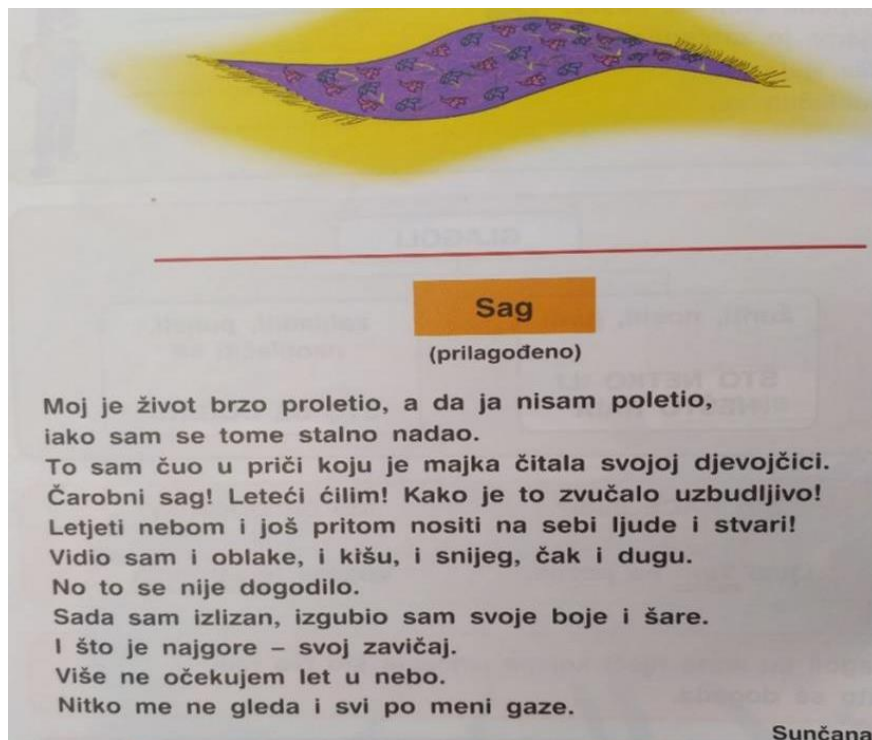 Sag
(prilagođeno)
Moj je život brzo proletio, a da ja nisam poletio,
iako sam se tome stalno nadao.
To sam čuo u priči koju je majka čitala svojoj djevojčici.
Čarobni sag! Leteći ćilim! Kako je to zvučalo uzbudljivo!
Letjeti nebom i još pritom nositi na sebi ljude i stvari!
Vidio sam i oblake, i kišu, i snijeg, čak i dugu.
No to se nije dogodilo.
Sada sam izlizan, izgubio sam svoje boje i šare.
I što je najgore – svoj zavičaj.
Više ne očekujem let u nebo.
Nitko me ne gleda i svi po meni gaze.
Sunčana